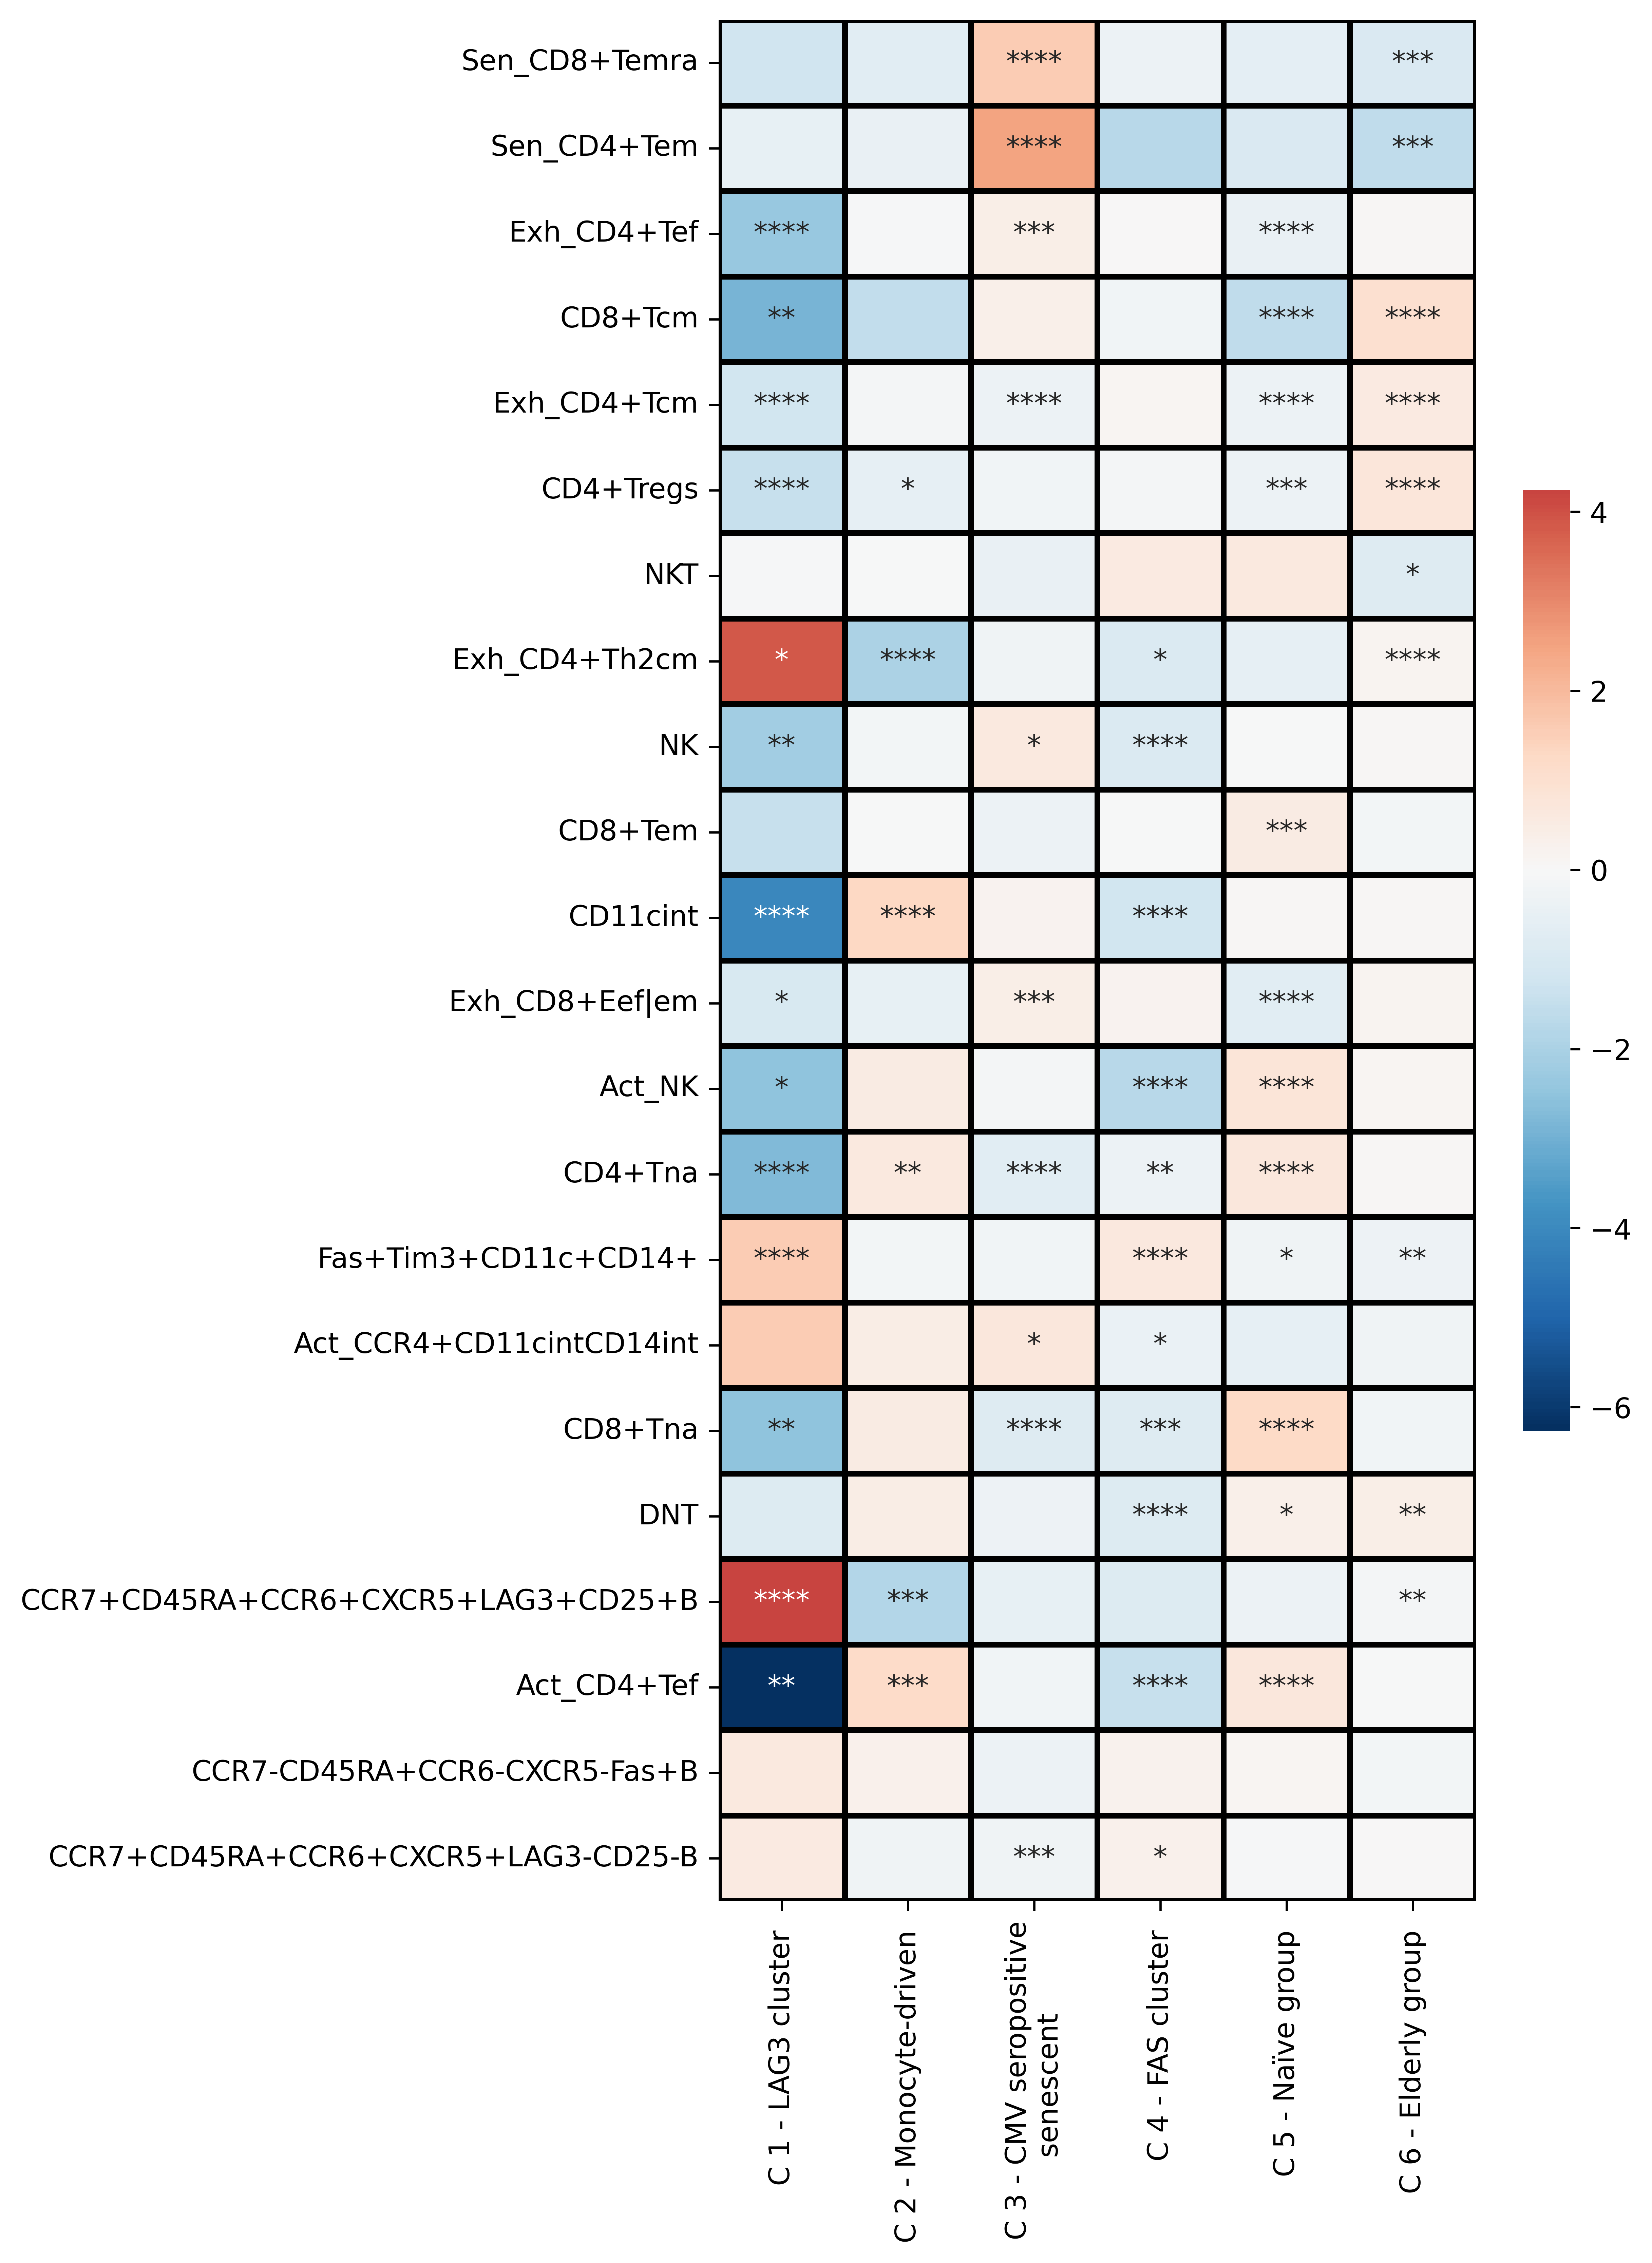 Sen_CD8+Temra **** ***
Sen_CD4+Tem **** ***
Exh_CD4+Tef **** *** ****
CD8+Tcm ** **** ****
Exh_CD4+Tcm **** **** **** ****
CD4+Tregs **** * *** ****
NKT *
Exh_CD4+Th2cm * **** * ****
NK ** * ****
CD8+Tem ***
CD11cint **** **** ****
Exh_CD8+Eef|em * *** ****
Act_NK * **** ****
CD4+Tna **** ** **** ** ****
Fas+Tim3+CD11c+CD14+ **** **** * **
Act_CCR4+CD11cintCD14int * *
CD8+Tna ** **** *** ****
DNT **** * **
CCR7+CD45RA+CCR6+CXCR5+LAG3+CD25+B **** *** **
Act_CD4+Tef ** *** **** ****
CCR7-CD45RA+CCR6-CXCR5-Fas+B
CCR7+CD45RA+CCR6+CXCR5+LAG3-CD25-B *** *
C 1 - LAG3 cluster
C 2 - Monocyte-driven
C 3 - CMV seropositive
senescent
C 4 - FAS cluster
C 5 - Naïve group
C 6 - Elderly group
4
2
0
−2
−4
−6